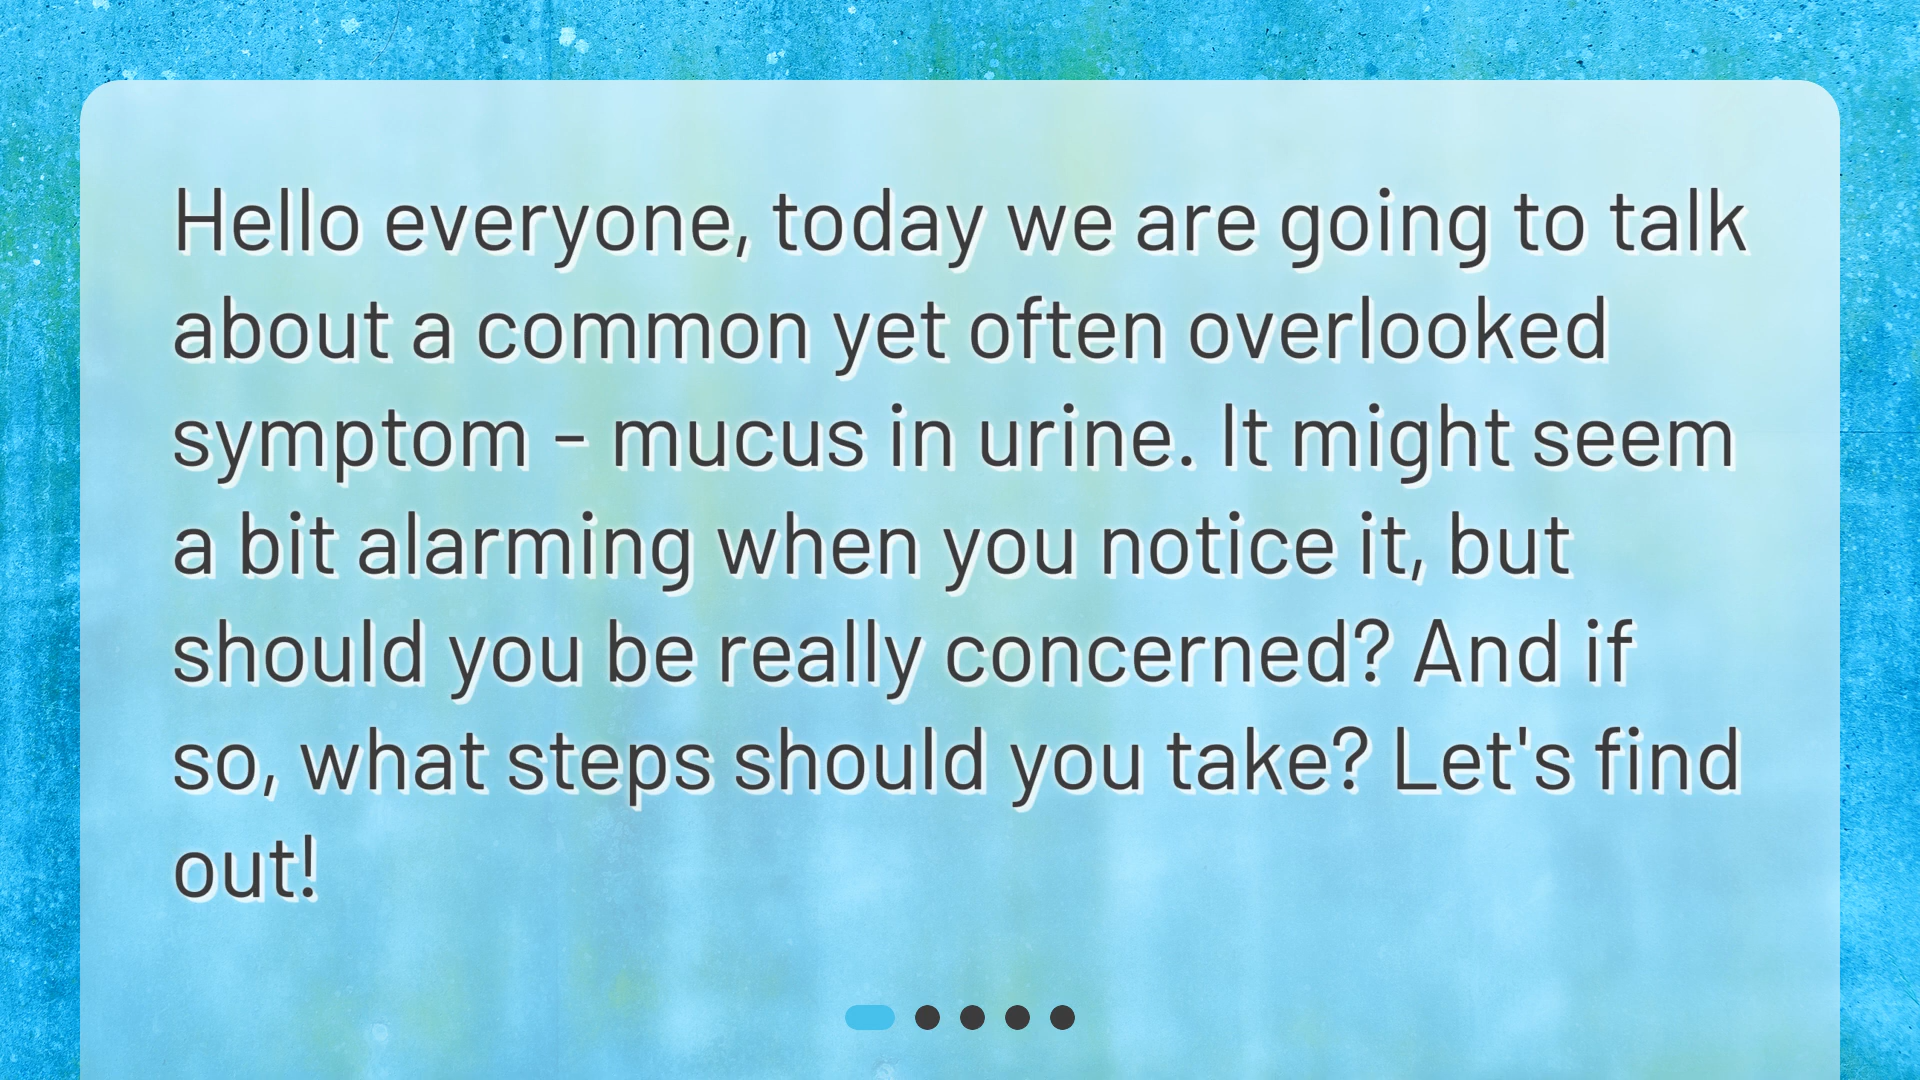 Hello everyone, today we are going to talk
about a common yet often overlooked
symptom - mucus in urine. It might seem
a bit alarming when you notice it, but
should you be really concerned? And if
so, what steps should you take? Let's find
out!